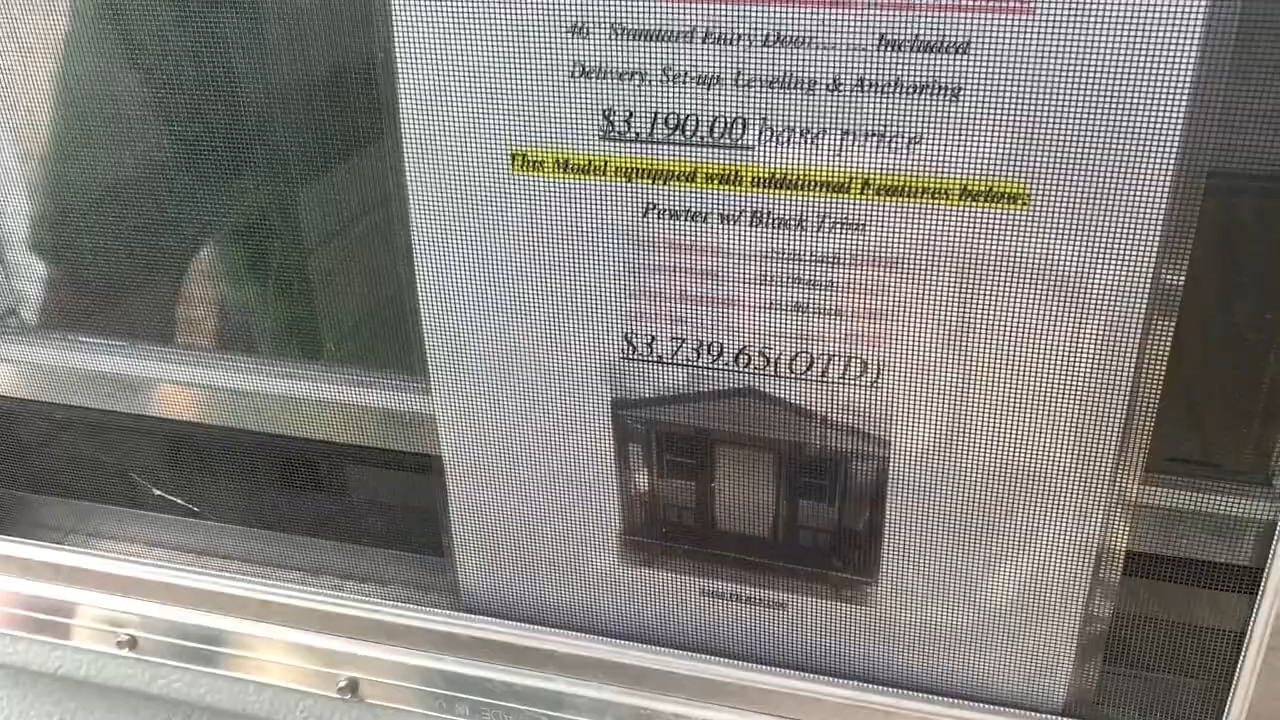 46" Standard Entry Door... ... Included
Delivery, Set-up, Leveling & Anchoring
$3,190.00 base price
This Model equipped with additional Features below:
Pewter w/ Black Trim
$3,739.65(OTD)